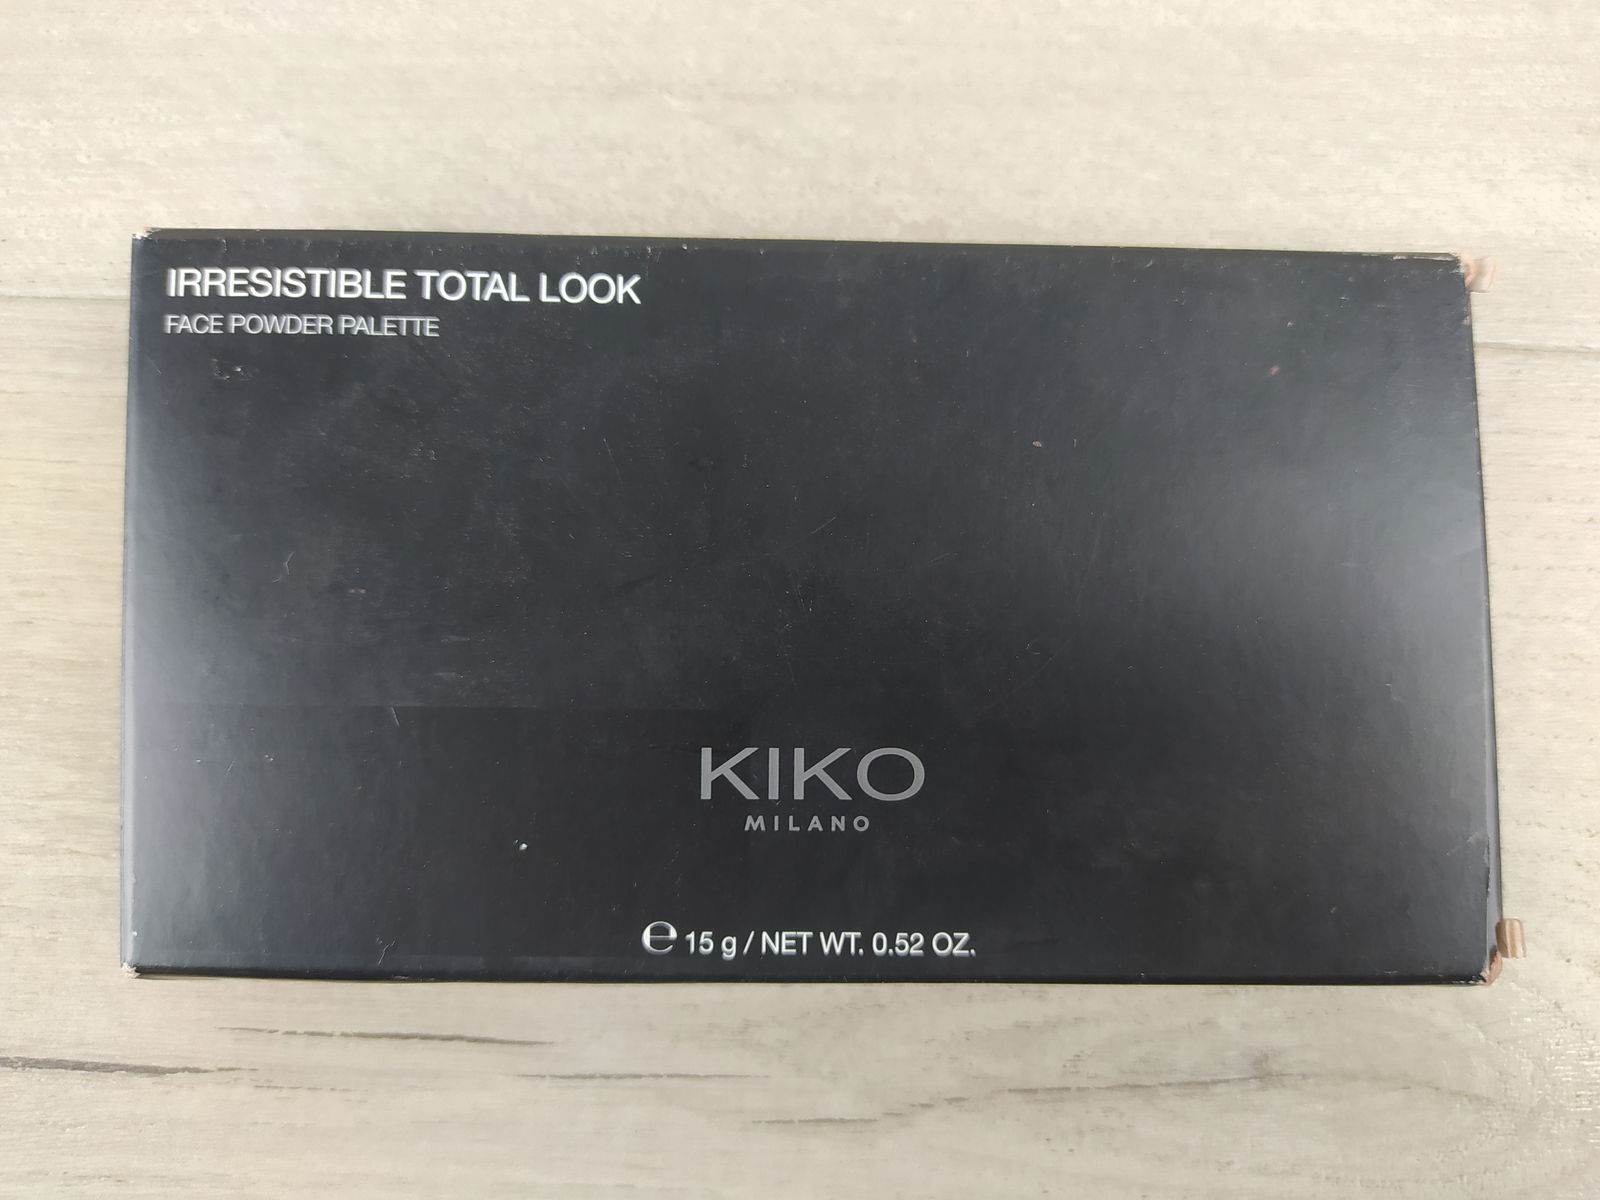 IRRESISTIBLE TOTAL LOOK
FACE POWDER PALETTE
KIKO
MILANO
℮ 15 g / NET WT. 0.52 OZ.